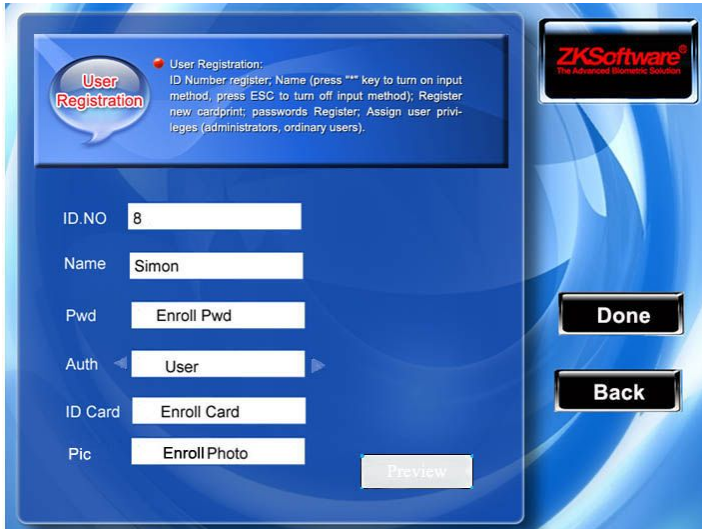 User
Registration
User Registration:
ID Number register; Name (press "*" key to turn on input
method, press ESC to turn off input method); Register
new cardprint; passwords Register; Assign user privi-
leges (administrators, ordinary users).
ZKSoftware®
The Advanced Biometric Solution
ID.NO 8
Name Simon
Pwd Enroll Pwd
Auth User
ID Card Enroll Card
Pic Enroll Photo
Preview
Done
Back